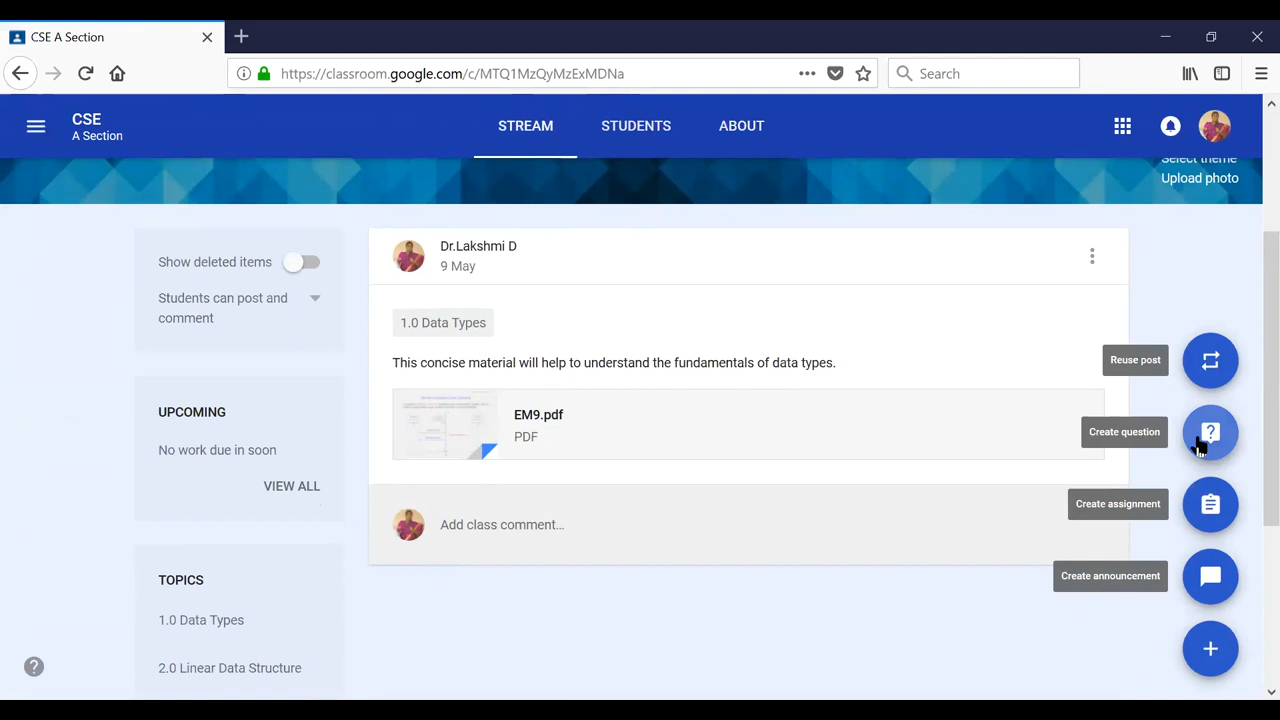 CSE A Section
https://classroom.google.com/c/MTQ1MzQyMzExMDNa
Search
CSE
A Section
STREAM
STUDENTS
ABOUT
Select theme
Upload photo
Show deleted items
Students can post and
comment
UPCOMING
No work due in soon
VIEW ALL
TOPICS
1.0 Data Types
2.0 Linear Data Structure
Dr.Lakshmi D
9 May
1.0 Data Types
This concise material will help to understand the fundamentals of data types.
EM9.pdf
PDF
Add class comment...
Reuse post
Create question
Create assignment
Create announcement